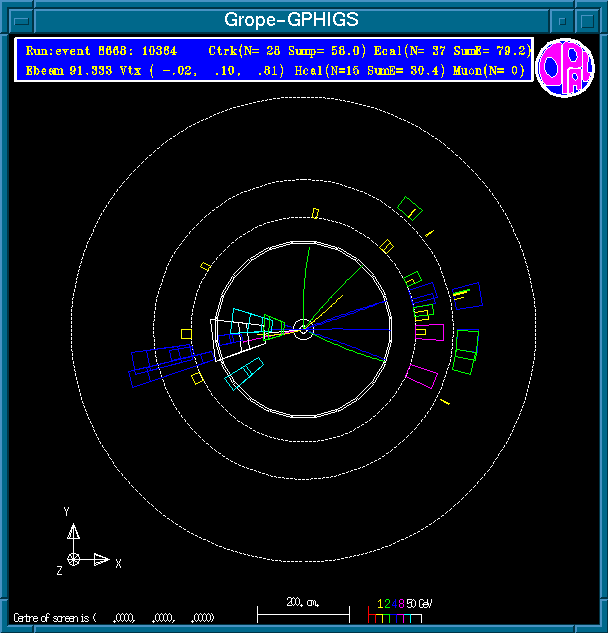 Grope-GPHIGS
Run:event 8668: 10364 Ctrk(N= 28 Sump= 58.0) Ecal(N= 37 SumE= 79.2)
Ebeam 91.333 Vtx ( -.02, .10, .81) Hcal(N=15 SumE= 30.4) Muon(N= 0)
OPAL
Y
X
Z
200. cm.
1 2 4 8 50 GeV
Centre of screen is ( .0000, .0000, .0000)